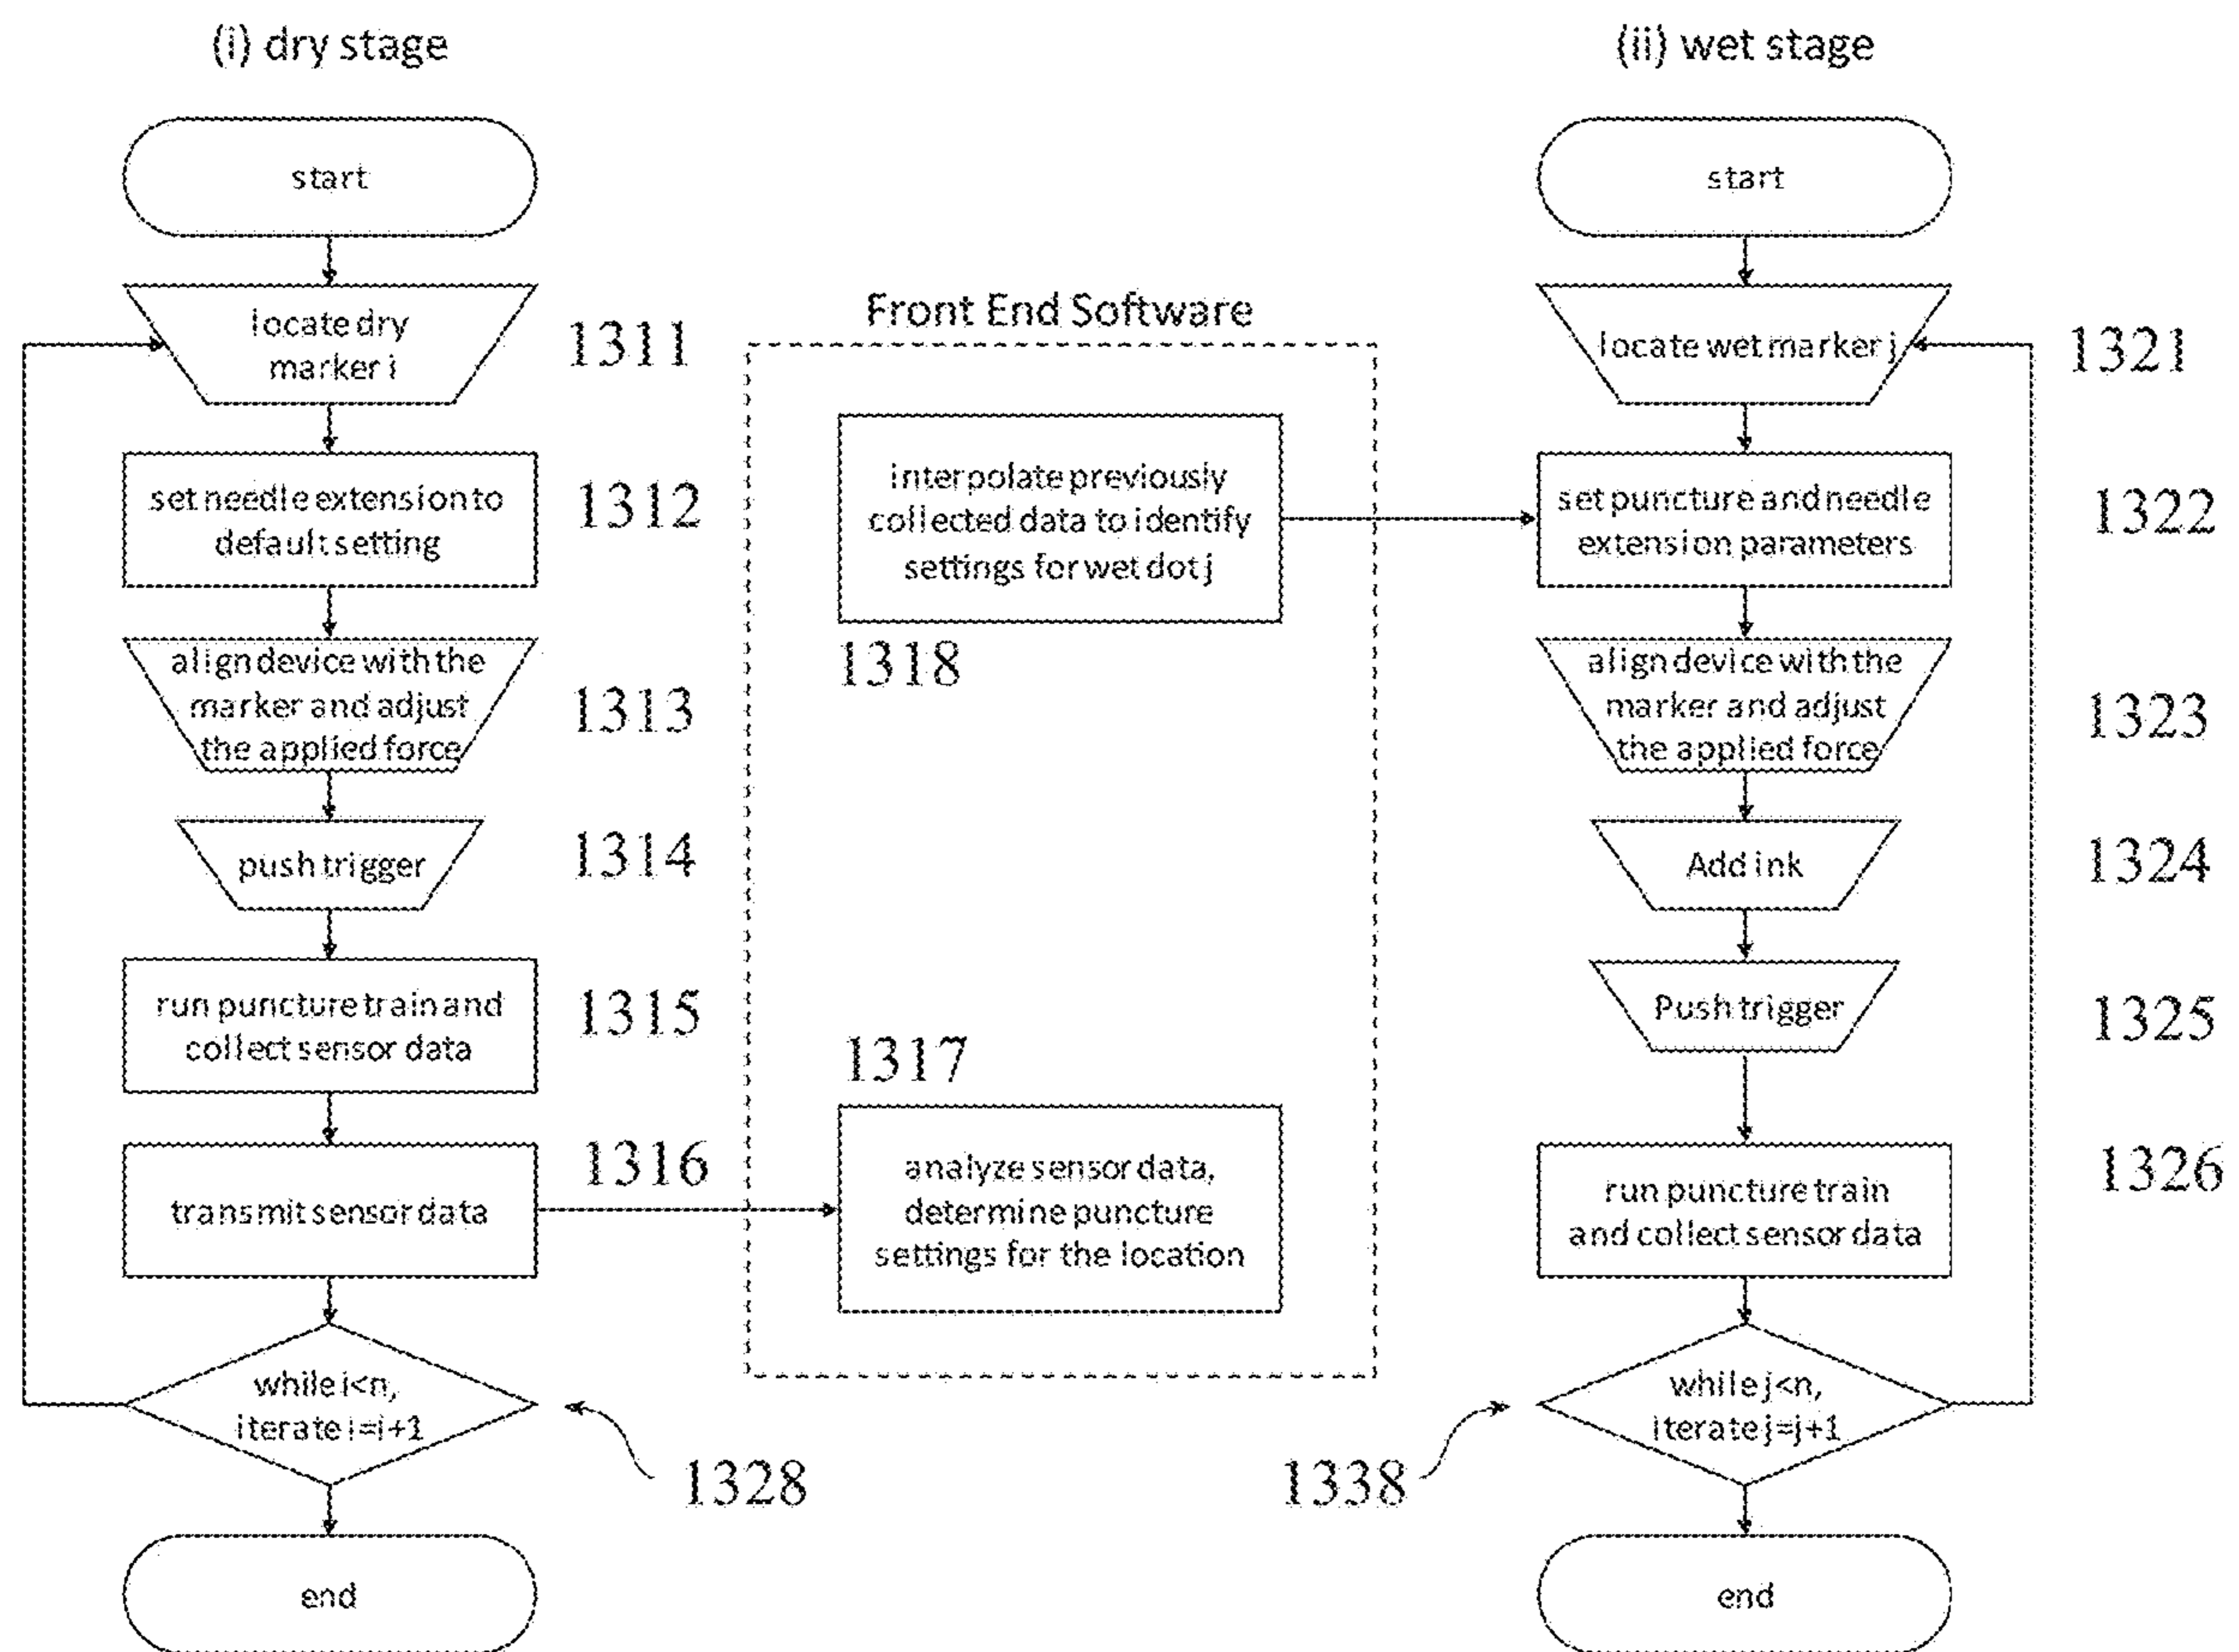 (i) dry stage
start
locate dry
marker i
1311
set needle extension to
default setting
1312
align device with the
marker and adjust
the applied force
1313
push trigger
1314
run puncture train and
collect sensor data
1315
transmit sensor data
1316
while i<n,
iterate i=i+1
1328
end
Front End Software
interpolate previously
collected data to identify
settings for wet dot j
1318
1317
analyze sensor data,
determine puncture
settings for the location
(ii) wet stage
start
locate wet marker j
1321
set puncture and needle
extension parameters
1322
align device with the
marker and adjust
the applied force
1323
Add ink
1324
Push trigger
1325
run puncture train
and collect sensor data
1326
while j<n,
iterate j=j+1
1338
end